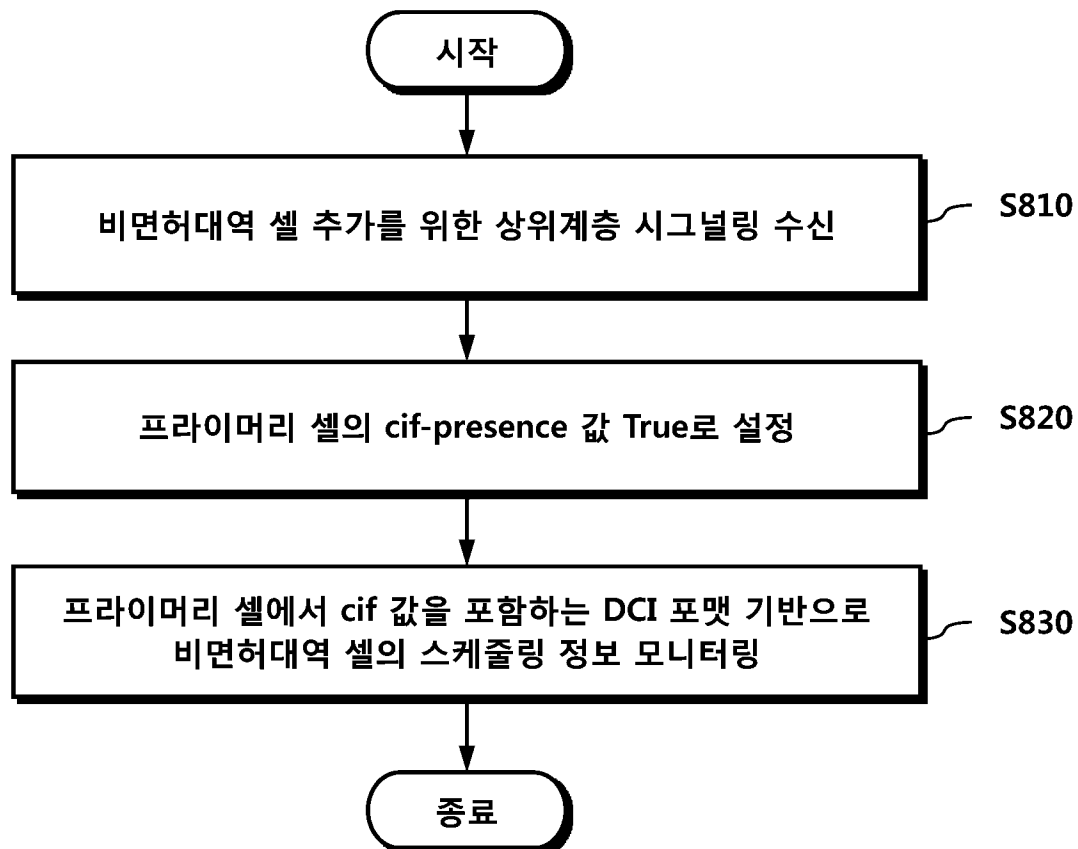 시작
비면허대역 셀 추가를 위한 상위계층 시그널링 수신
S810
프라이머리 셀의 cif-presence 값 True로 설정
S820
프라이머리 셀에서 cif 값을 포함하는 DCI 포맷 기반으로
비면허대역 셀의 스케줄링 정보 모니터링
S830
종료